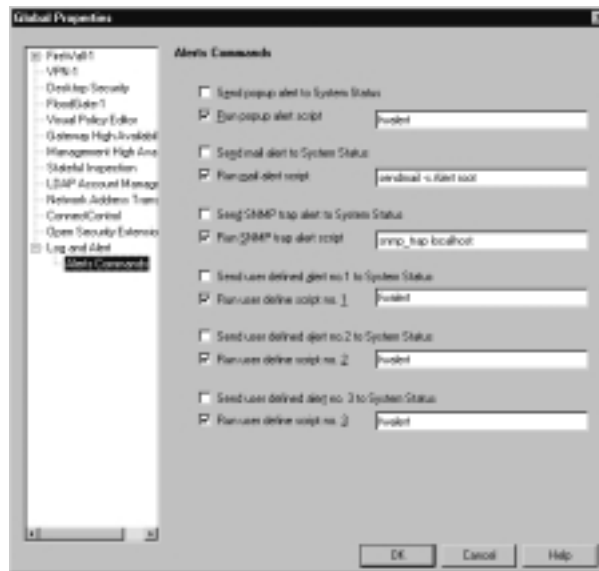 Global Properties
FireWall-1
VPN-1
Desktop Security
FloodGate-1
Visual Policy Editor
Gateway High Availabil
Management High Ava
Stateful Inspection
LDAP Account Manage
Network Address Trans
ConnectControl
Open Security Extensio
Log and Alert
Alerts Commands
Alerts Commands
Send popup alert to System Status
Run popup alert script
fwalert
Send mail alert to System Status
Run mail alert script
sendmail -s Alert root
Send SNMP trap alert to System Status
Run SNMP trap alert script
snmp_trap localhost
Send user defined alert no.1 to System Status
Run user define script no. 1
fwalert
Send user defined alert no.2 to System Status
Run user define script no. 2
fwalert
Send user defined alert no. 3 to System Status
Run user define script no. 3
fwalert
OK
Cancel
Help